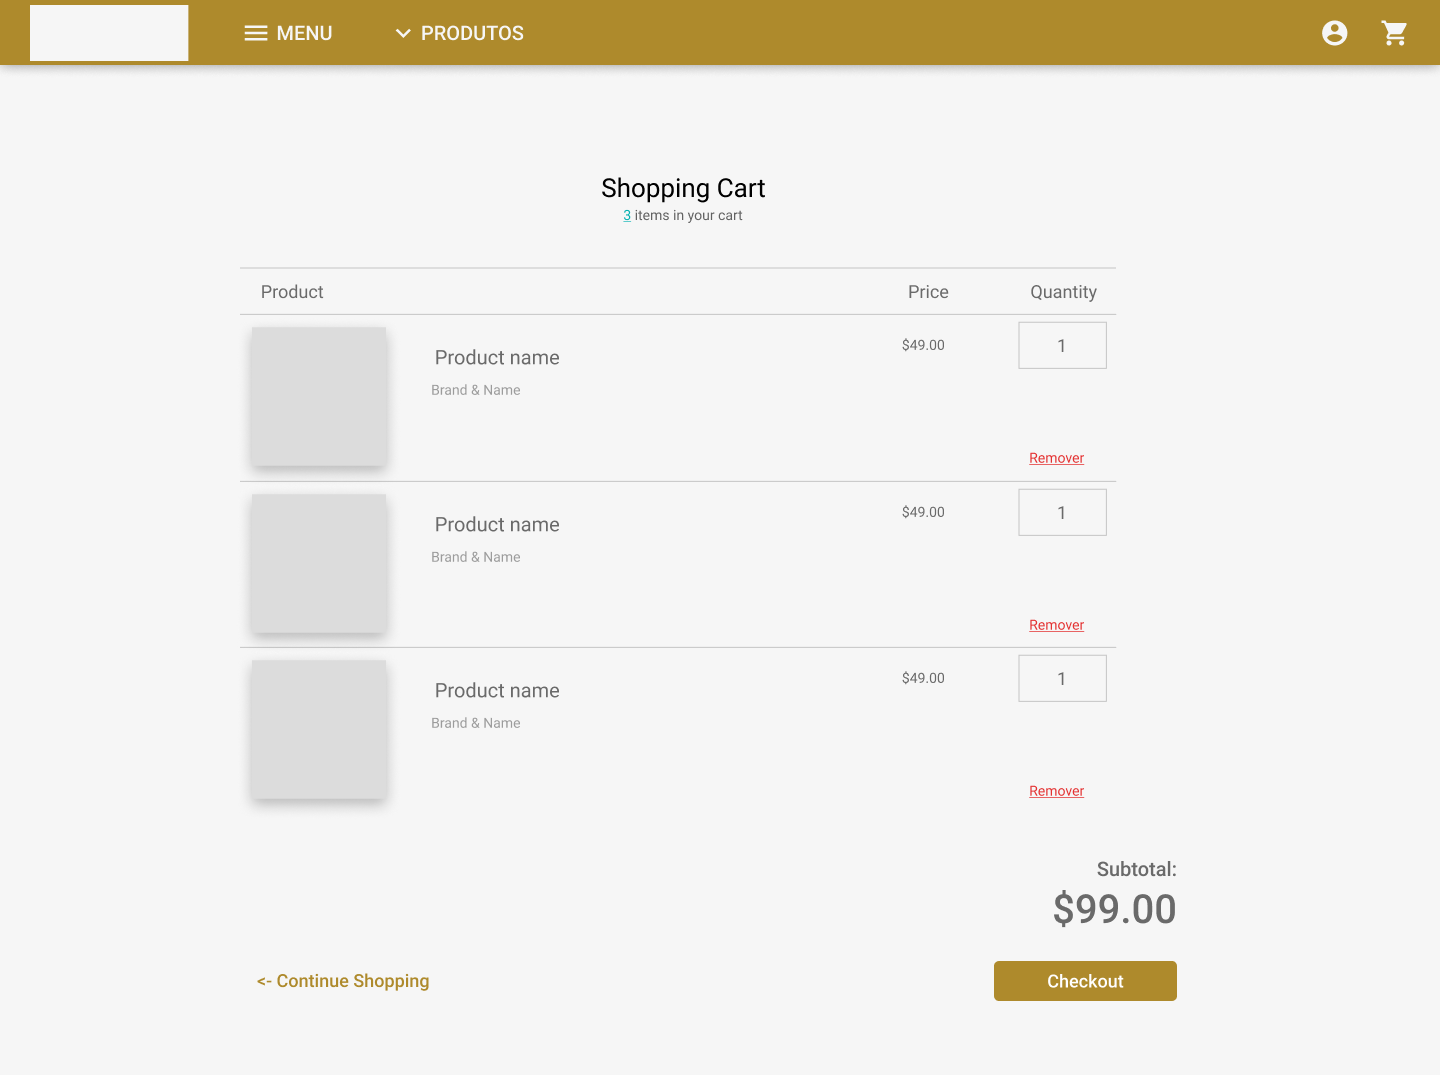 MENU PRODUTOS
Shopping Cart
3 items in your cart
Product Price Quantity
Product name $49.00 1
Brand & Name
Remover
Product name $49.00 1
Brand & Name
Remover
Product name $49.00 1
Brand & Name
Remover
Subtotal:
$99.00
<- Continue Shopping Checkout